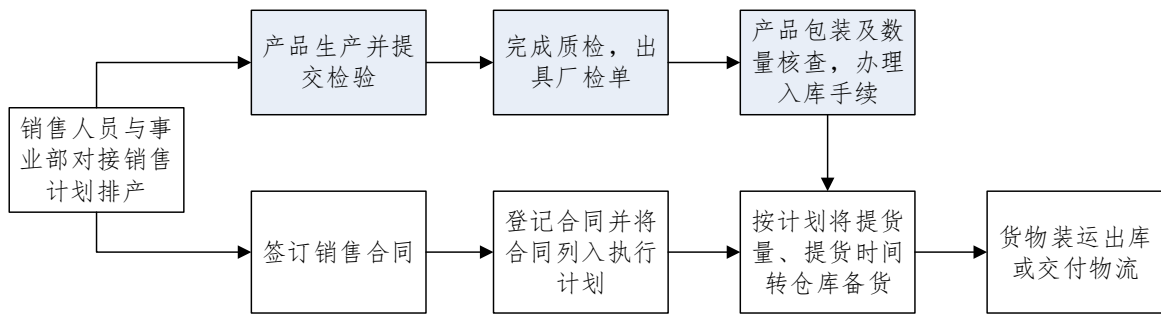 产品生产并提
交检验
完成质检，出
具厂检单
产品包装及数
量核查，办理
入库手续
销售人员与事
业部对接销售
计划排产
签订销售合同
登记合同并将
合同列入执行
计划
按计划将提货
量、提货时间
转仓库备货
货物装运出库
或交付物流